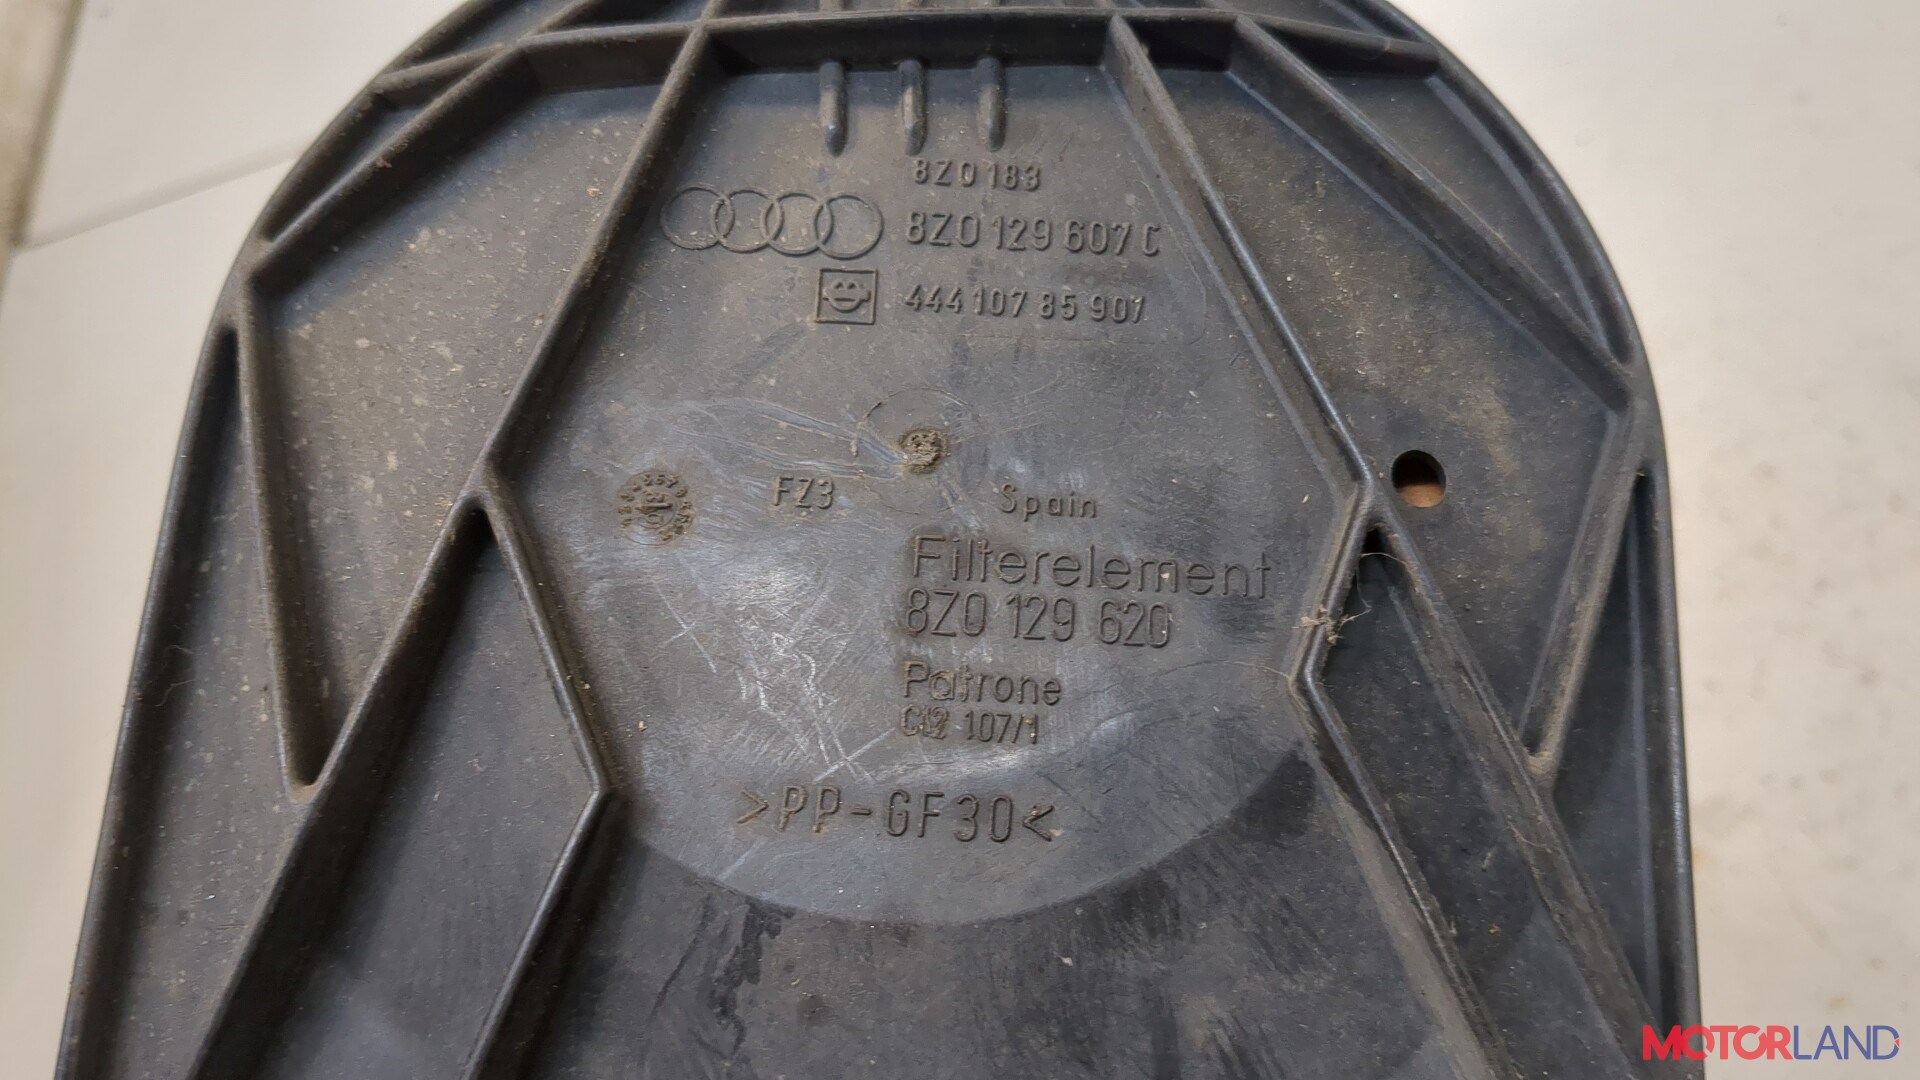 8Z0 183
8Z0 129 607 C
444 107 85 901
FZ3
Spain
Filterelement
8Z0 129 620
Patrone
107/1
>PP-GF30<
MOTORLAND